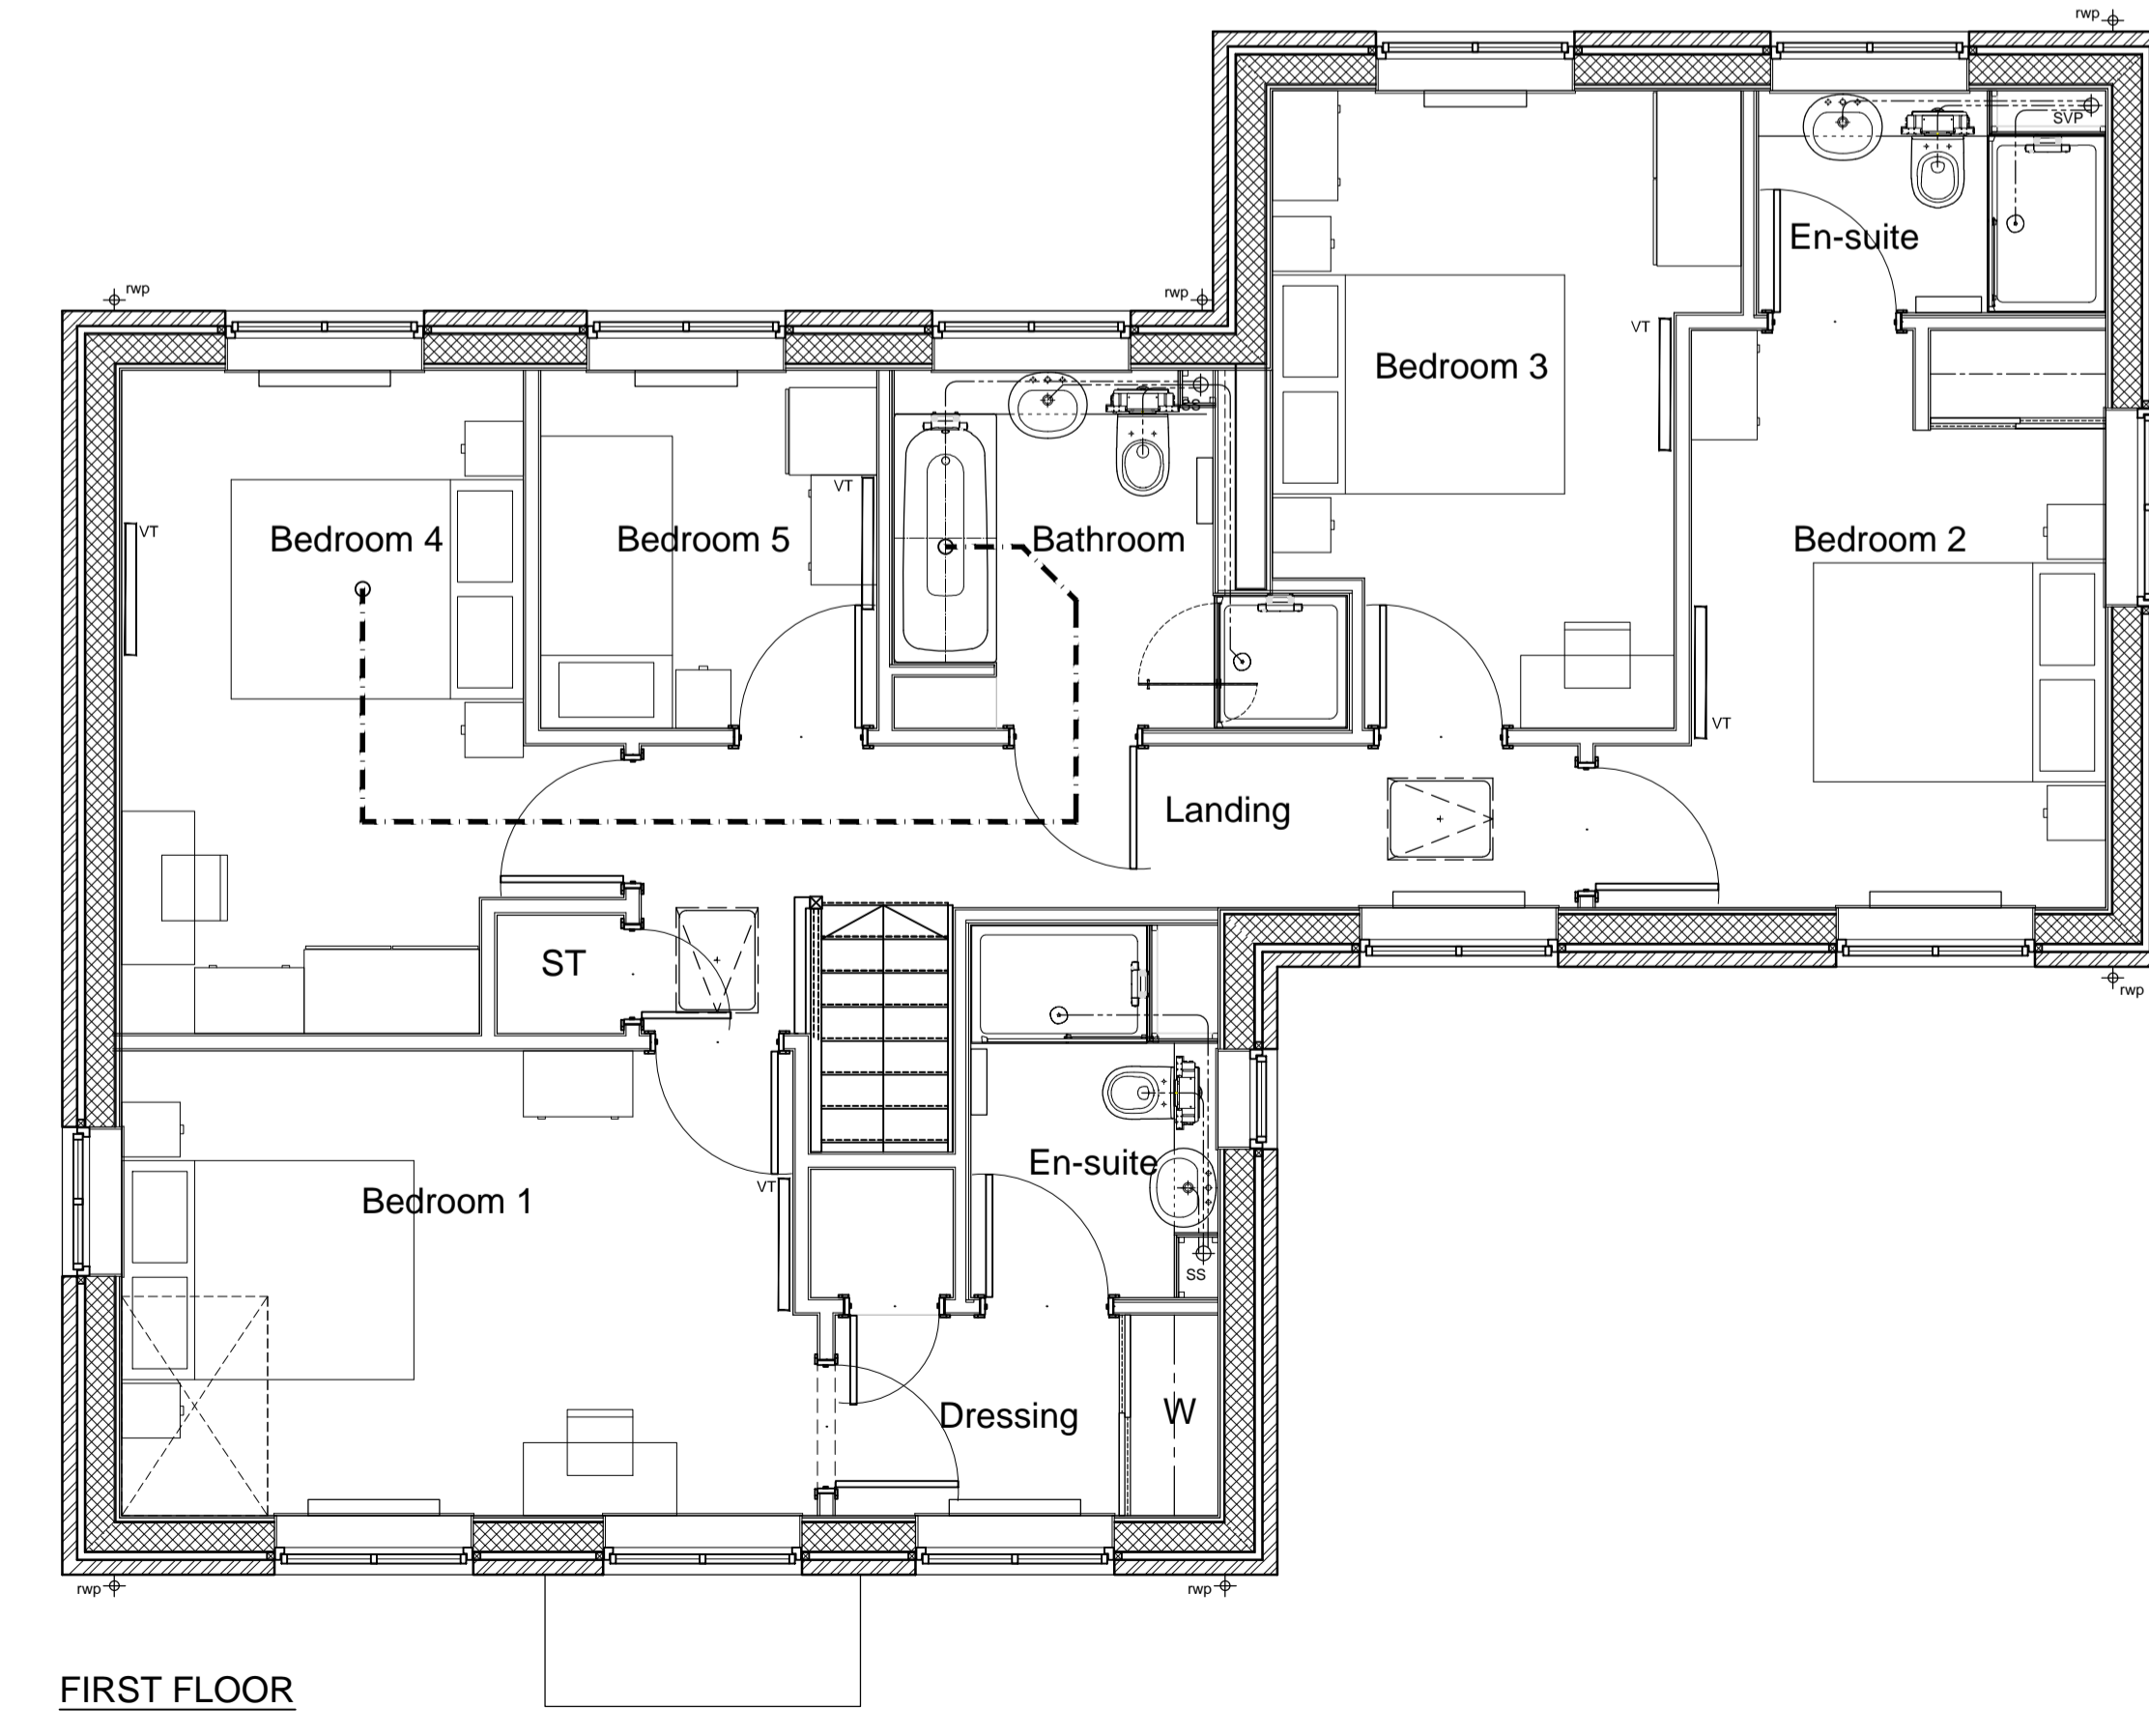 rwp
SVP
En-suite
rwp
rwp
VT
Bedroom 3
SS
VT
VT
Bedroom 4
Bedroom 5
Bathroom
Bedroom 2
VT
Landing
ST
rwp
En-suite
VT
Bedroom 1
SS
Dressing
W
rwp
rwp
FIRST FLOOR